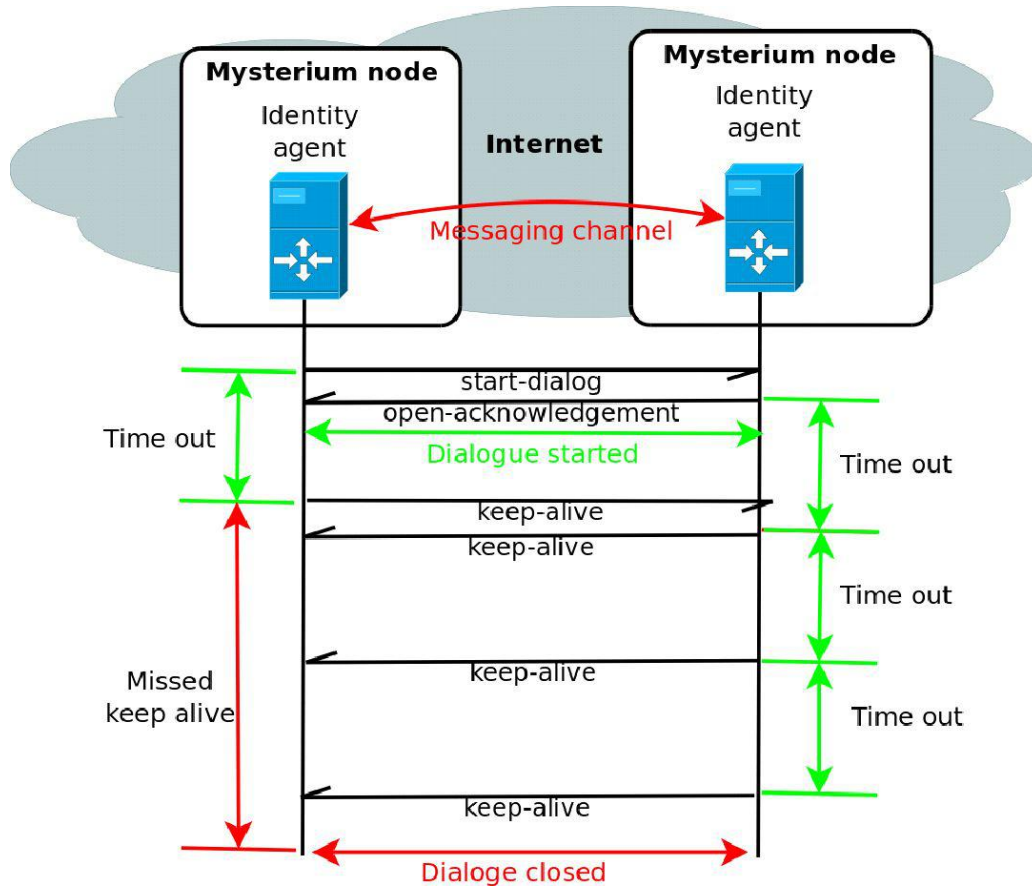 Mysterium node
Identity
agent
Internet
Mysterium node
Identity
agent
Messaging channel
start-dialog
open-acknowledgement
Time out
Dialogue started
Time out
keep-alive
keep-alive
Time out
keep-alive
Missed
keep alive
Time out
keep-alive
Dialoge closed